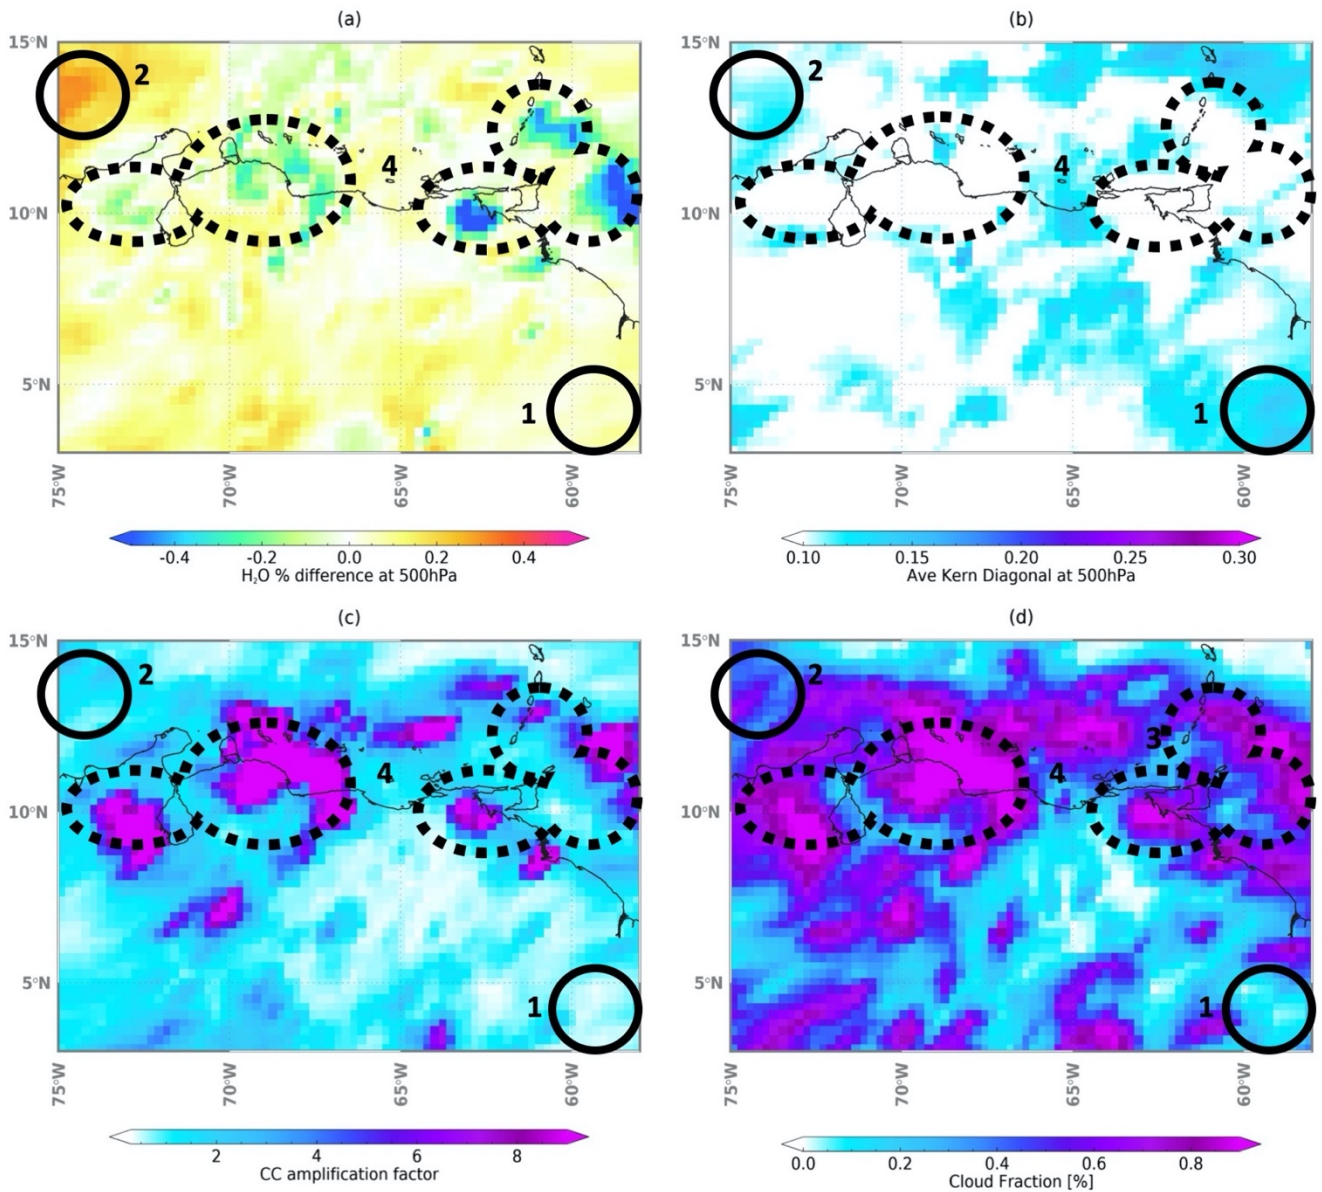 (a)
15°N
10°N
5°N
2
4
1
75°W
70°W
65°W
60°W
-0.4
-0.2
0.0
0.2
0.4
H₂O % difference at 500hPa
(b)
15°N
10°N
5°N
2
4
1
75°W
70°W
65°W
60°W
0.10
0.15
0.20
0.25
0.30
Ave Kern Diagonal at 500hPa
(c)
15°N
10°N
5°N
2
4
1
75°W
70°W
65°W
60°W
2
4
6
8
CC amplification factor
(d)
15°N
10°N
5°N
2
3
4
1
75°W
70°W
65°W
60°W
0.0
0.2
0.4
0.6
0.8
Cloud Fraction [%]